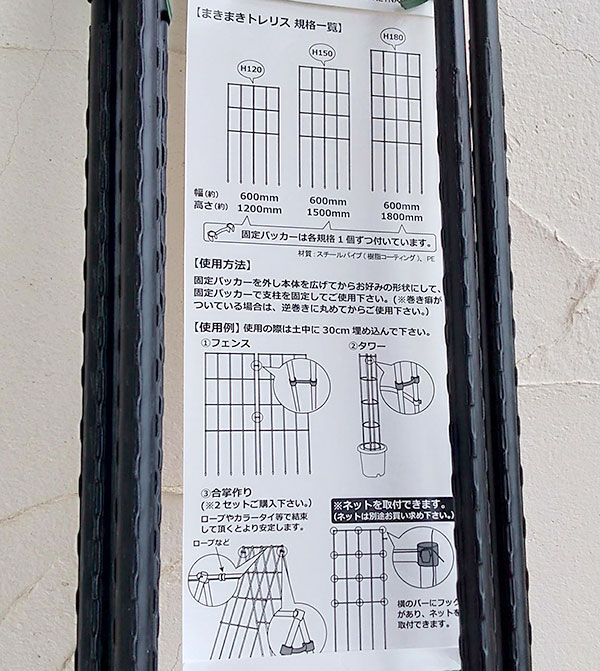 【まきまきトレリス 規格一覧】
H120
H150
H180
幅(約) 600mm 600mm 600mm
高さ(約) 1200mm 1500mm 1800mm
固定パッカーは各規格1個ずつ付いています。
材質:スチールパイプ(樹脂コーティング)、PE
【使用方法】
固定パッカーを外し本体を広げてからお好みの形状にして、
固定パッカーで支柱を固定してご使用下さい。(※巻き癖が
ついている場合は、逆巻きに丸めてからご使用下さい。)
【使用例】使用の際は土中に30cm埋め込んで下さい。
①フェンス
②タワー
③合掌作り
(※2セットご購入下さい。)
ロープやカラータイ等で結束
して頂くとより安定します。
ロープなど
※ネットを取付できます。
(ネットは別途お買い求め下さい。)
横のバーにフック
があり、ネットを
取付できます。